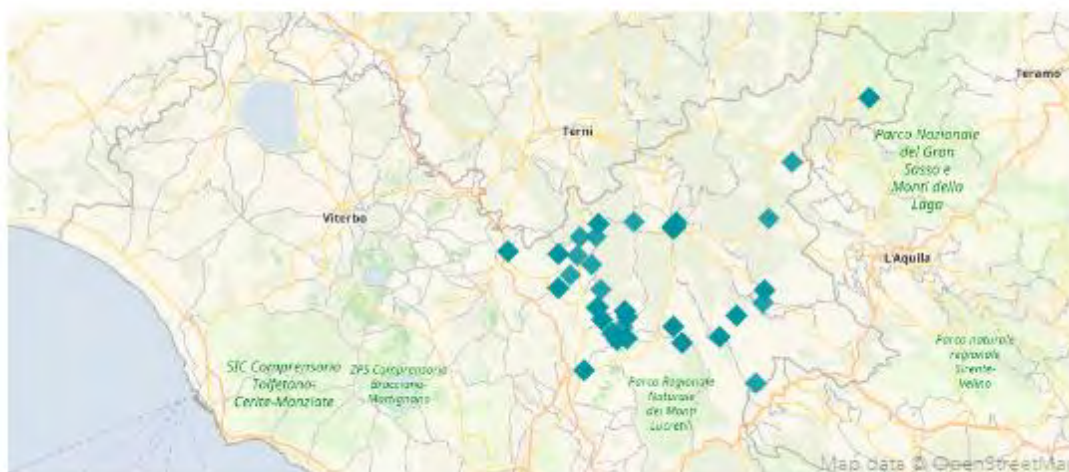 Teramo
Terni
Parco Nazionale
del Gran
Sasso e
Monti della
Laga
Viterbo
L'Aquila
SIC Comprensorio
Tolfetano-
Cerite-Manziate
ZPS Comprensorio
Bracciano-
Martignano
Parco Regionale
Naturale
dei Monti
Lucretili
Parco naturale
regionale
Sirente-
Velino
Map data © OpenStreetMap